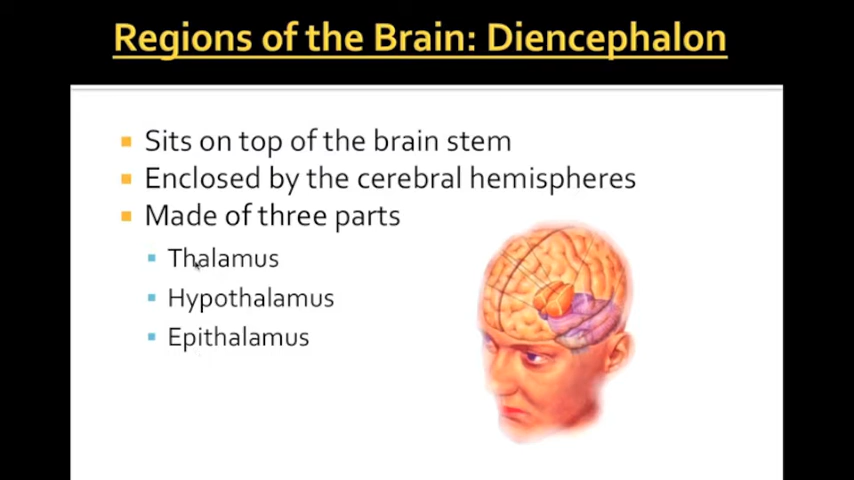 Regions of the Brain: Diencephalon
Sits on top of the brain stem
Enclosed by the cerebral hemispheres
Made of three parts
Thalamus
Hypothalamus
Epithalamus